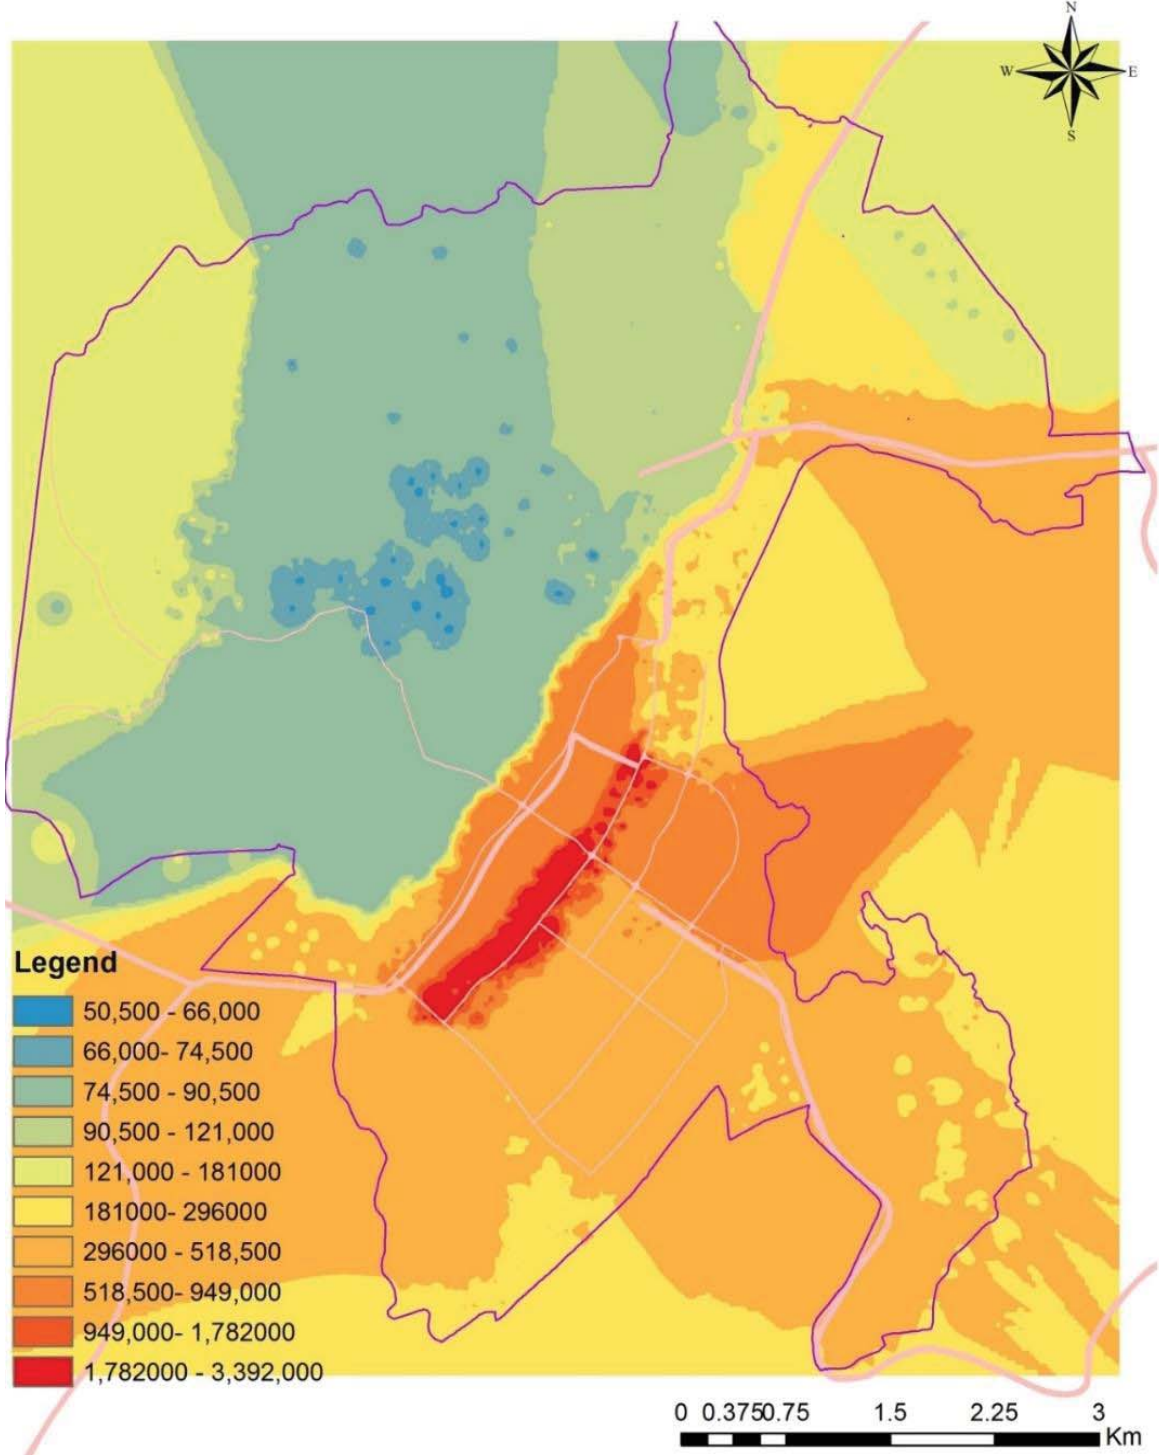 N
W E
S
Legend
50,500 - 66,000
66,000- 74,500
74,500 - 90,500
90,500 - 121,000
121,000 - 181000
181000- 296000
296000 - 518,500
518,500- 949,000
949,000- 1,782000
1,782000 - 3,392,000
0 0.3750.75 1.5 2.25 3
Km